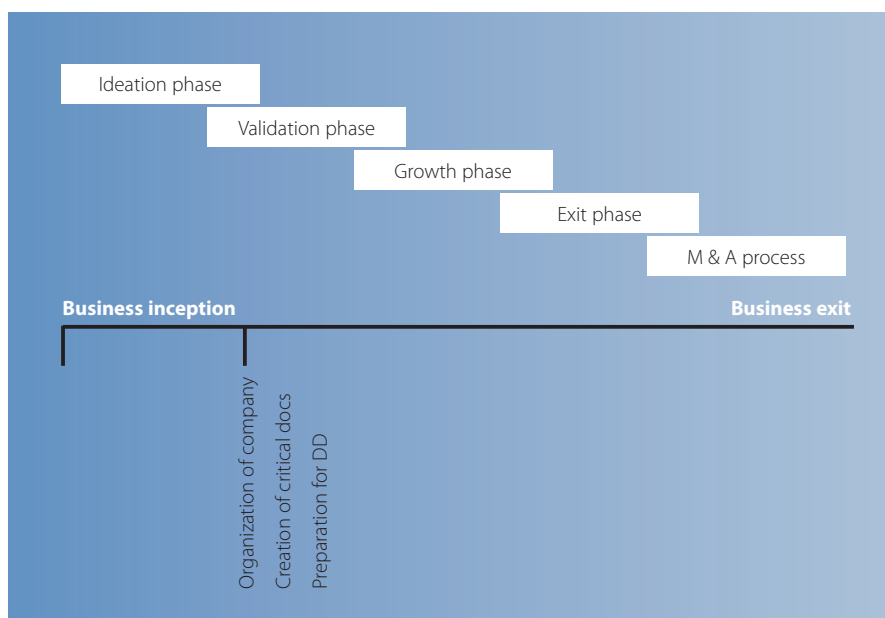 Ideation phase
Validation phase
Growth phase
Exit phase
M & A process
Business inception
Business exit
Organization of company
Creation of critical docs
Preparation for DD